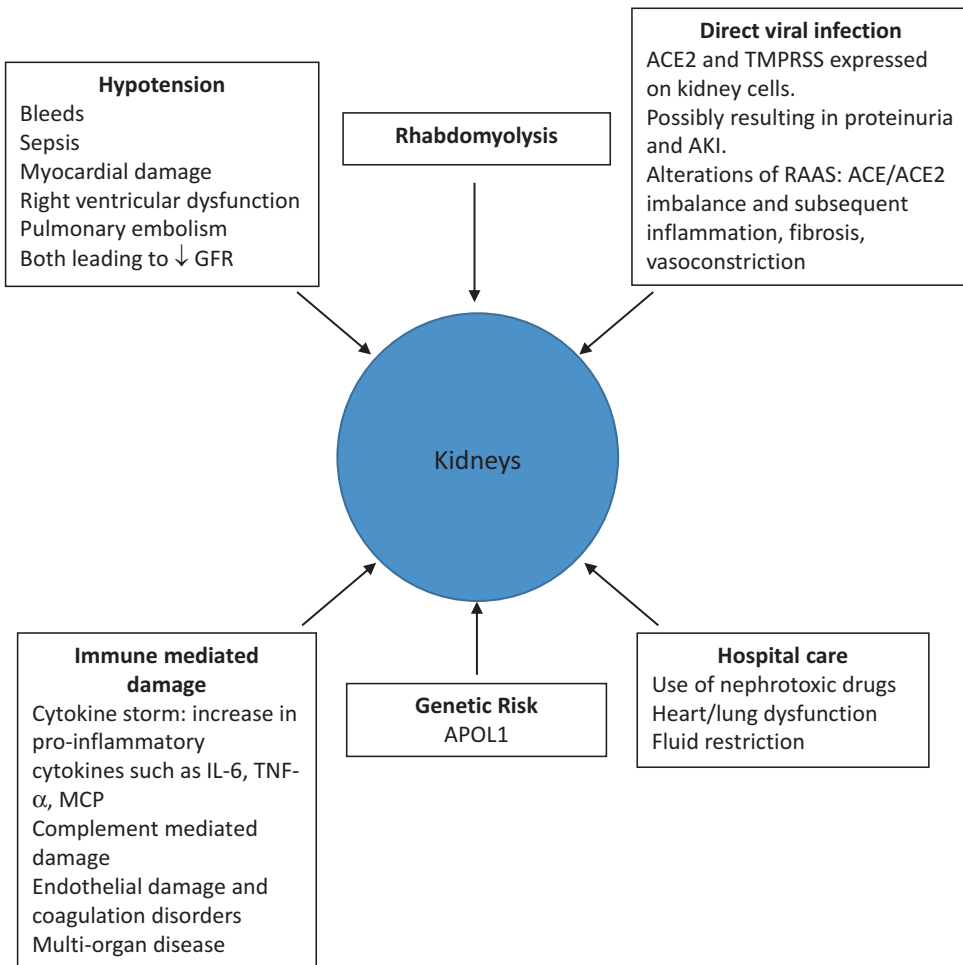 Hypotension
Bleeds
Sepsis
Myocardial damage
Right ventricular dysfunction
Pulmonary embolism
Both leading to ↓ GFR
Rhabdomyolysis
Direct viral infection
ACE2 and TMPRSS expressed
on kidney cells.
Possibly resulting in proteinuria
and AKI.
Alterations of RAAS: ACE/ACE2
imbalance and subsequent
inflammation, fibrosis,
vasoconstriction
Kidneys
Immune mediated
damage
Cytokine storm: increase in
pro-inflammatory
cytokines such as IL-6, TNF-
α, MCP
Complement mediated
damage
Endothelial damage and
coagulation disorders
Multi-organ disease
Genetic Risk
APOL1
Hospital care
Use of nephrotoxic drugs
Heart/lung dysfunction
Fluid restriction